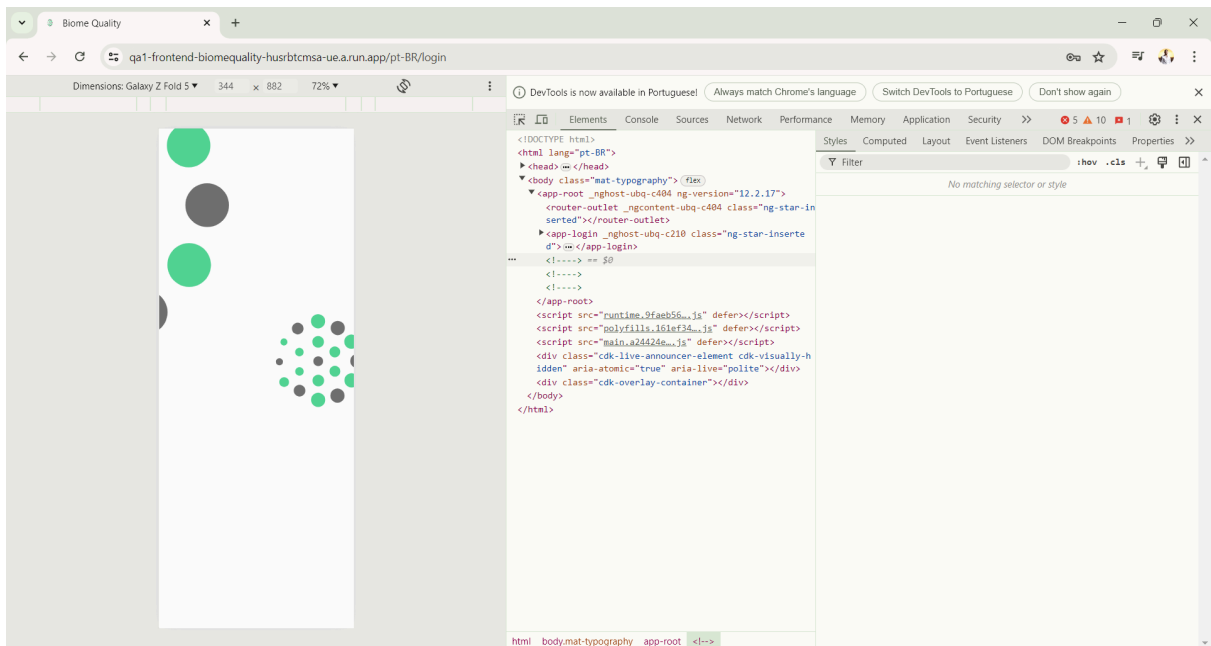 Biome Quality
qa1-frontend-biomequality-husrbtcmsa-ue.a.run.app/pt-BR/login
Dimensions: Galaxy Z Fold 5 ▼ 344 × 882 72% ▼
DevTools is now available in Portuguese! Always match Chrome's language Switch DevTools to Portuguese Don't show again
Elements Console Sources Network Performance Memory Application Security 5 10 1
<!DOCTYPE html>
<html lang="pt-BR">
<head> … </head>
<body class="mat-typography"> flex
<app-root _nghost-ubq-c404 ng-version="12.2.17">
<router-outlet _ngcontent-ubq-c404 class="ng-star-in
serted"></router-outlet>
<app-login _nghost-ubq-c210 class="ng-star-inserte
d"> … </app-login>
<!----> == $0
<!---->
<!---->
</app-root>
<script src="runtime.9faeb56….js" defer></script>
<script src="polyfills.161ef34….js" defer></script>
<script src="main.a24424e….js" defer></script>
<div class="cdk-live-announcer-element cdk-visually-h
idden" aria-atomic="true" aria-live="polite"></div>
<div class="cdk-overlay-container"></div>
</body>
</html>
html body.mat-typography app-root <!-->
Styles Computed Layout Event Listeners DOM Breakpoints Properties
Filter :hov .cls
No matching selector or style